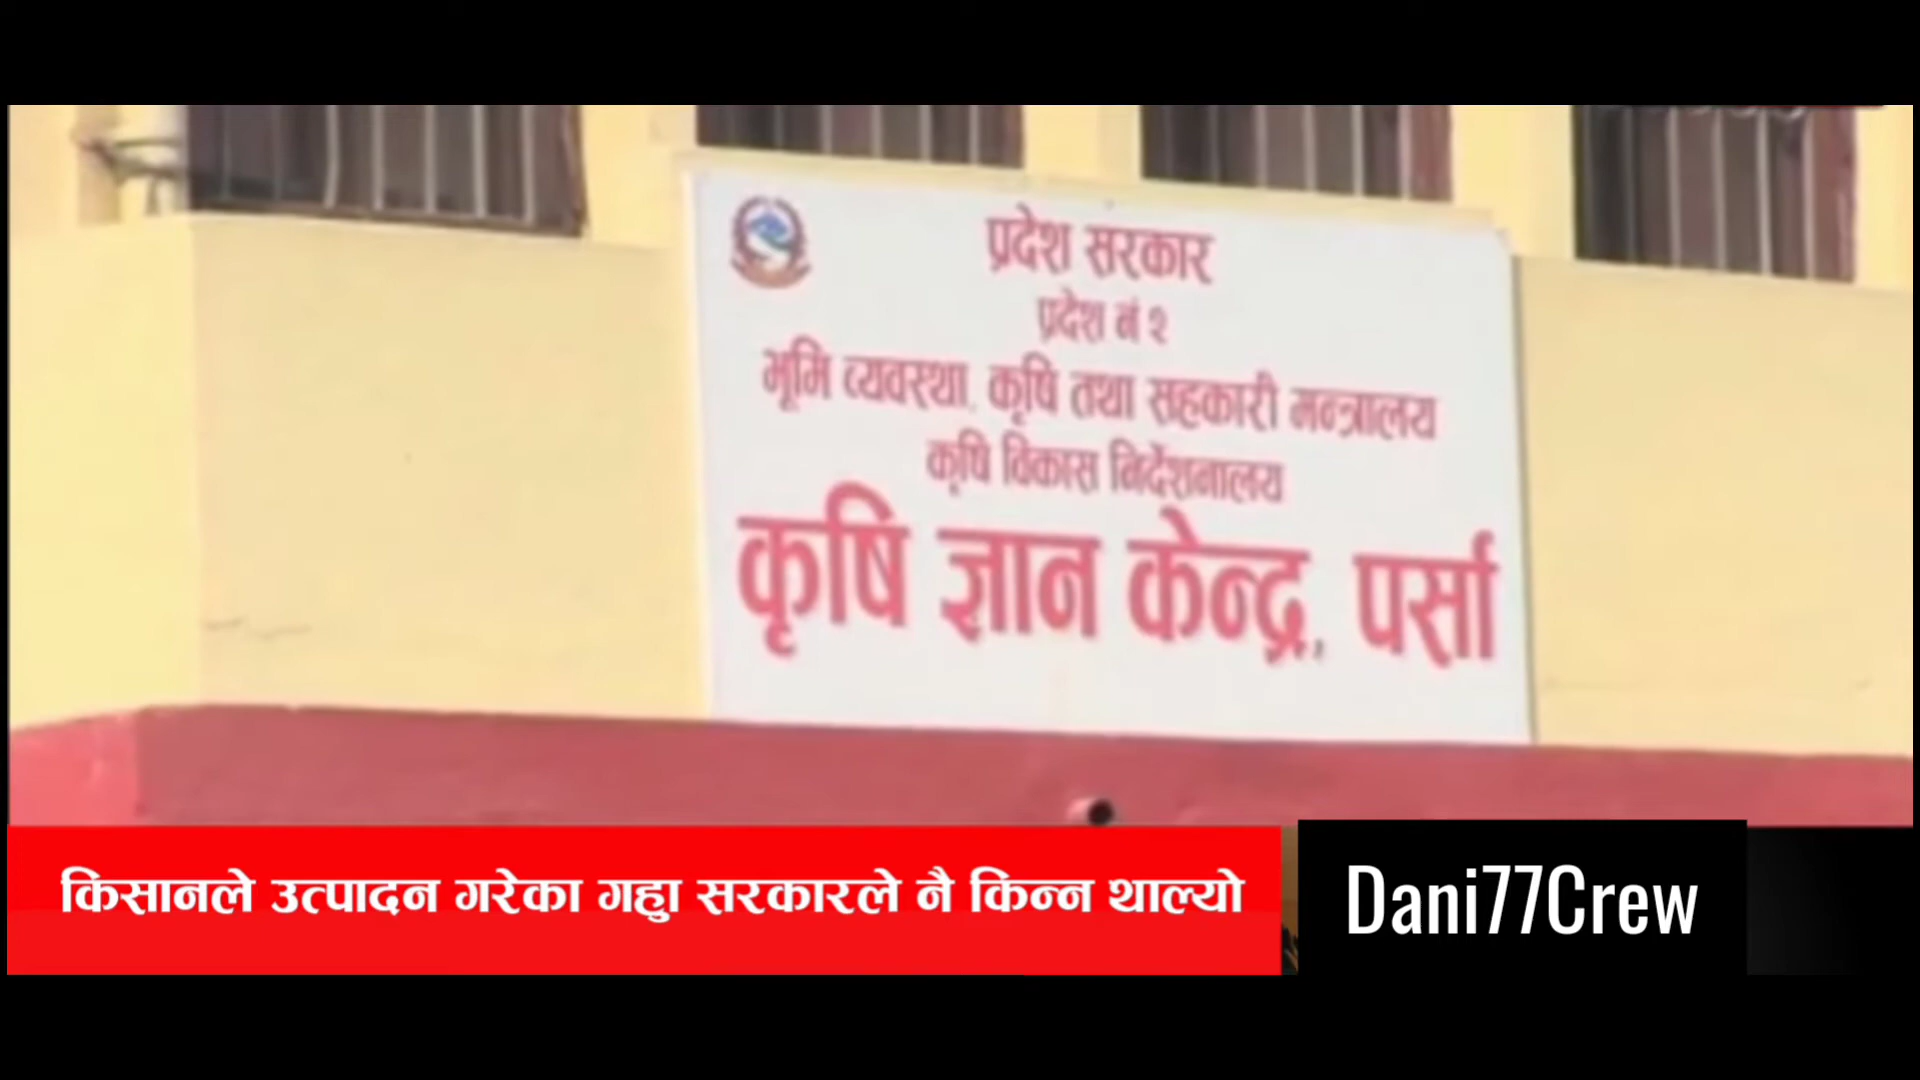 प्रदेश सरकार
प्रदेश नं २
भूमि व्यवस्था, कृषि तथा सहकारी मन्त्रालय
कृषि विकास निर्देशनालय
कृषि ज्ञान केन्द्र, पर्सा
किसानले उत्पादन गरेका गहुा सरकारले नै किन्न थाल्यो
Dani77Crew